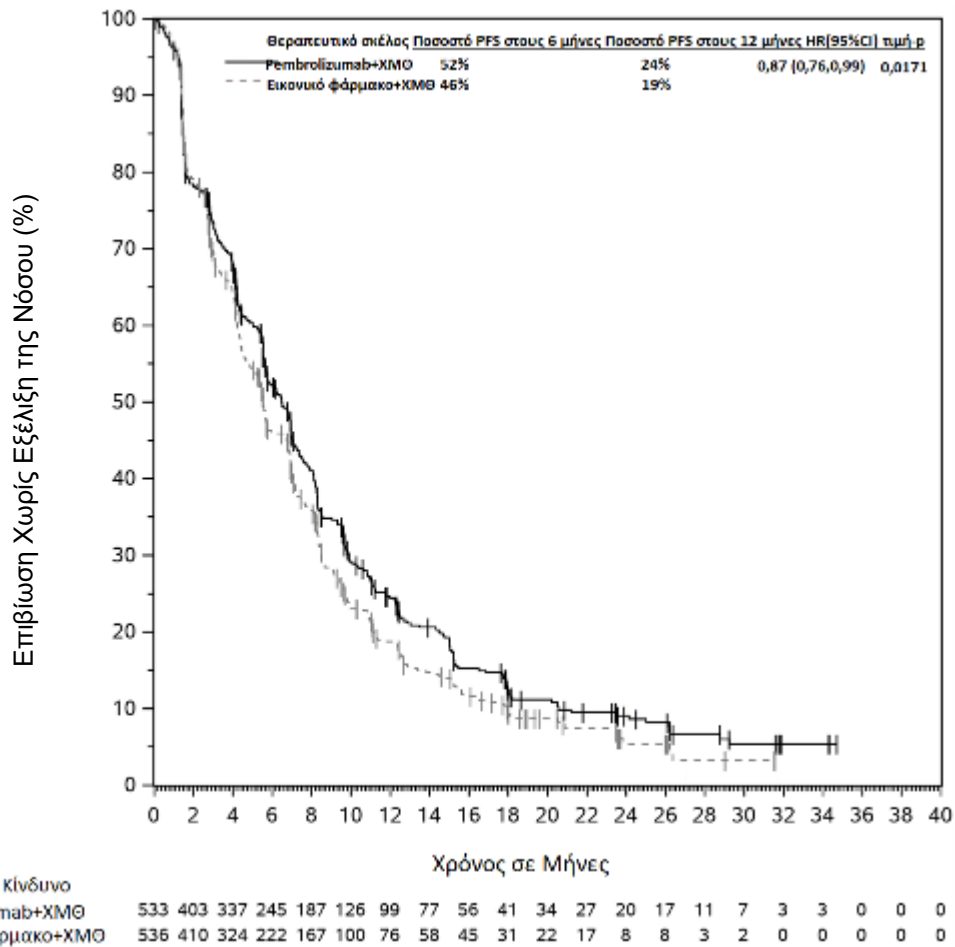 Θεραπευτικό σκέλος Ποσοστό PFS στους 6 μήνες Ποσοστό PFS στους 12 μήνες HR[95%CI] τιμή-p
Pembrolizumab+ΧΜΘ 52% 24% 0,87 (0,76,0,99) 0,0171
Εικονικό φάρμακο+ΧΜΘ 46% 19%
Επιβίωση Χωρίς Εξέλιξη της Νόσου (%)
100
90
80
70
60
50
40
30
20
10
0
0 2 4 6 8 10 12 14 16 18 20 22 24 26 28 30 32 34 36 38 40
Χρόνος σε Μήνες
Κίνδυνο
mab+ΧΜΘ 533 403 337 245 187 126 99 77 56 41 34 27 20 17 11 7 3 3 0 0 0
ρμακο+ΧΜΘ 536 410 324 222 167 100 76 58 45 31 22 17 8 8 3 2 0 0 0 0 0